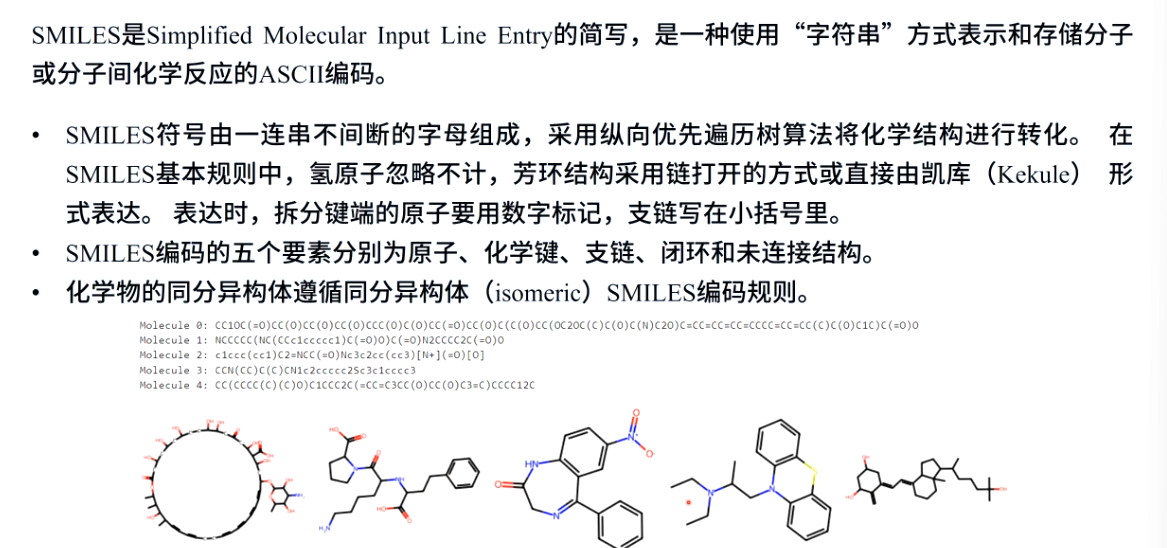 SMILES是Simplified Molecular Input Line Entry的简写，是一种使用“字符串”方式表示和存储分子
或分子间化学反应的ASCII编码。
• SMILES符号由一连串不间断的字母组成，采用纵向优先遍历树算法将化学结构进行转化。 在
SMILES基本规则中，氢原子忽略不计，芳环结构采用链打开的方式或直接由凯库（Kekule） 形
式表达。 表达时，拆分键端的原子要用数字标记，支链写在小括号里。
• SMILES编码的五个要素分别为原子、化学键、支链、闭环和未连接结构。
• 化学物的同分异构体遵循同分异构体（isomeric）SMILES编码规则。
Molecule 0: CC1OC(=O)CC(O)CC(O)CC(O)CCC(O)C(O)CC(=O)CC(O)C(C(O)CC(OC2OC(C)C(O)C(N)C2O)C=CC=CC=CC=CCCC=CC=CC(C)C(O)C1C)C(=O)O
Molecule 1: NCCCCC(NC(CCc1ccccc1)C(=O)O)C(=O)N2CCCC2C(=O)O
Molecule 2: c1ccc(cc1)C2=NCC(=O)Nc3c2cc(cc3)[N+](=O)[O]
Molecule 3: CCN(CC)C(C)CN1c2ccccc2Sc3c1cccc3
Molecule 4: CC(CCCC(C)(C)O)C1CCC2C(=CC=C3CC(O)CC(O)C3=C)CCCC12C
HO
O
O
N
NH
HO
O
H₂N
O
N
O
HN
O
N
N
N
S
HO
HO
OH